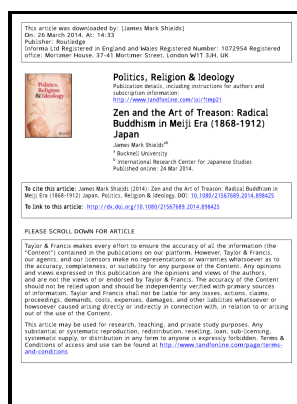 This article was downloaded by: [James Mark Shields]
On: 26 March 2014, At: 14:33
Publisher: Routledge
Informa Ltd Registered in England and Wales Registered Number: 1072954 Registered
office: Mortimer House, 37-41 Mortimer Street, London W1T 3JH, UK
Politics, Religion & Ideology
Publication details, including instructions for authors and
subscription information:
http://www.tandfonline.com/loi/ftmp21
Zen and the Art of Treason: Radical
Buddhism in Meiji Era (1868-1912)
Japan
James Mark Shields
a Bucknell University
b International Research Center for Japanese Studies
Published online: 24 Mar 2014.
To cite this article: James Mark Shields (2014): Zen and the Art of Treason: Radical Buddhism in
Meiji Era (1868-1912) Japan, Politics, Religion & Ideology, DOI: 10.1080/21567689.2014.898425
To link to this article: http://dx.doi.org/10.1080/21567689.2014.898425
PLEASE SCROLL DOWN FOR ARTICLE
Taylor & Francis makes every effort to ensure the accuracy of all the information (the
“Content”) contained in the publications on our platform. However, Taylor & Francis,
our agents, and our licensors make no representations or warranties whatsoever as to
the accuracy, completeness, or suitability for any purpose of the Content. Any opinions
and views expressed in this publication are the opinions and views of the authors,
and are not the views of or endorsed by Taylor & Francis. The accuracy of the Content
should not be relied upon and should be independently verified with primary sources
of information. Taylor and Francis shall not be liable for any losses, actions, claims,
proceedings, demands, costs, expenses, damages, and other liabilities whatsoever or
howsoever caused arising directly or indirectly in connection with, in relation to or arising
out of the use of the Content.
This article may be used for research, teaching, and private study purposes. Any
substantial or systematic reproduction, redistribution, reselling, loan, sub-licensing,
systematic supply, or distribution in any form to anyone is expressly forbidden. Terms &
Conditions of access and use can be found at http://www.tandfonline.com/page/terms-
and-conditions
Politics,
Religion
& Ideology